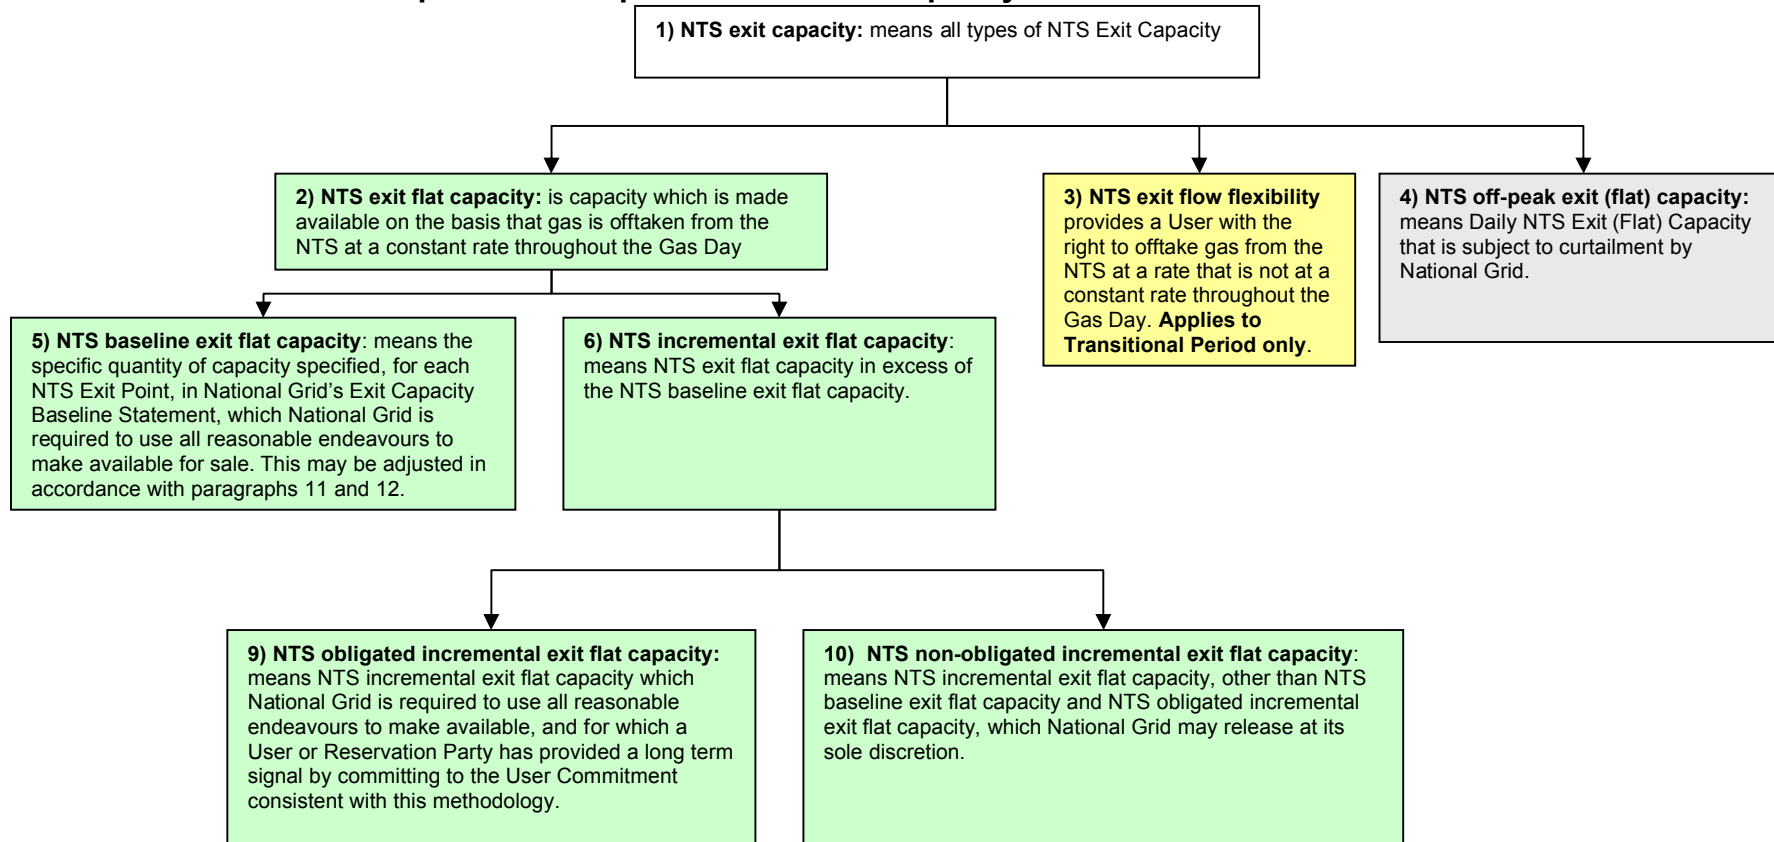 1) NTS exit capacity: means all types of NTS Exit Capacity
2) NTS exit flat capacity: is capacity which is made
available on the basis that gas is offtaken from the
NTS at a constant rate throughout the Gas Day
3) NTS exit flow flexibility
provides a User with the
right to offtake gas from the
NTS at a rate that is not at a
constant rate throughout the
Gas Day. Applies to
Transitional Period only.
4) NTS off-peak exit (flat) capacity:
means Daily NTS Exit (Flat) Capacity
that is subject to curtailment by
National Grid.
5) NTS baseline exit flat capacity: means the
specific quantity of capacity specified, for each
NTS Exit Point, in National Grid's Exit Capacity
Baseline Statement, which National Grid is
required to use all reasonable endeavours to
make available for sale. This may be adjusted in
accordance with paragraphs 11 and 12.
6) NTS incremental exit flat capacity:
means NTS exit flat capacity in excess of
the NTS baseline exit flat capacity.
9) NTS obligated incremental exit flat capacity:
means NTS incremental exit flat capacity which
National Grid is required to use all reasonable
endeavours to make available, and for which a
User or Reservation Party has provided a long term
signal by committing to the User Commitment
consistent with this methodology.
10) NTS non-obligated incremental exit flat capacity:
means NTS incremental exit flat capacity, other than NTS
baseline exit flat capacity and NTS obligated incremental
exit flat capacity, which National Grid may release at its
sole discretion.